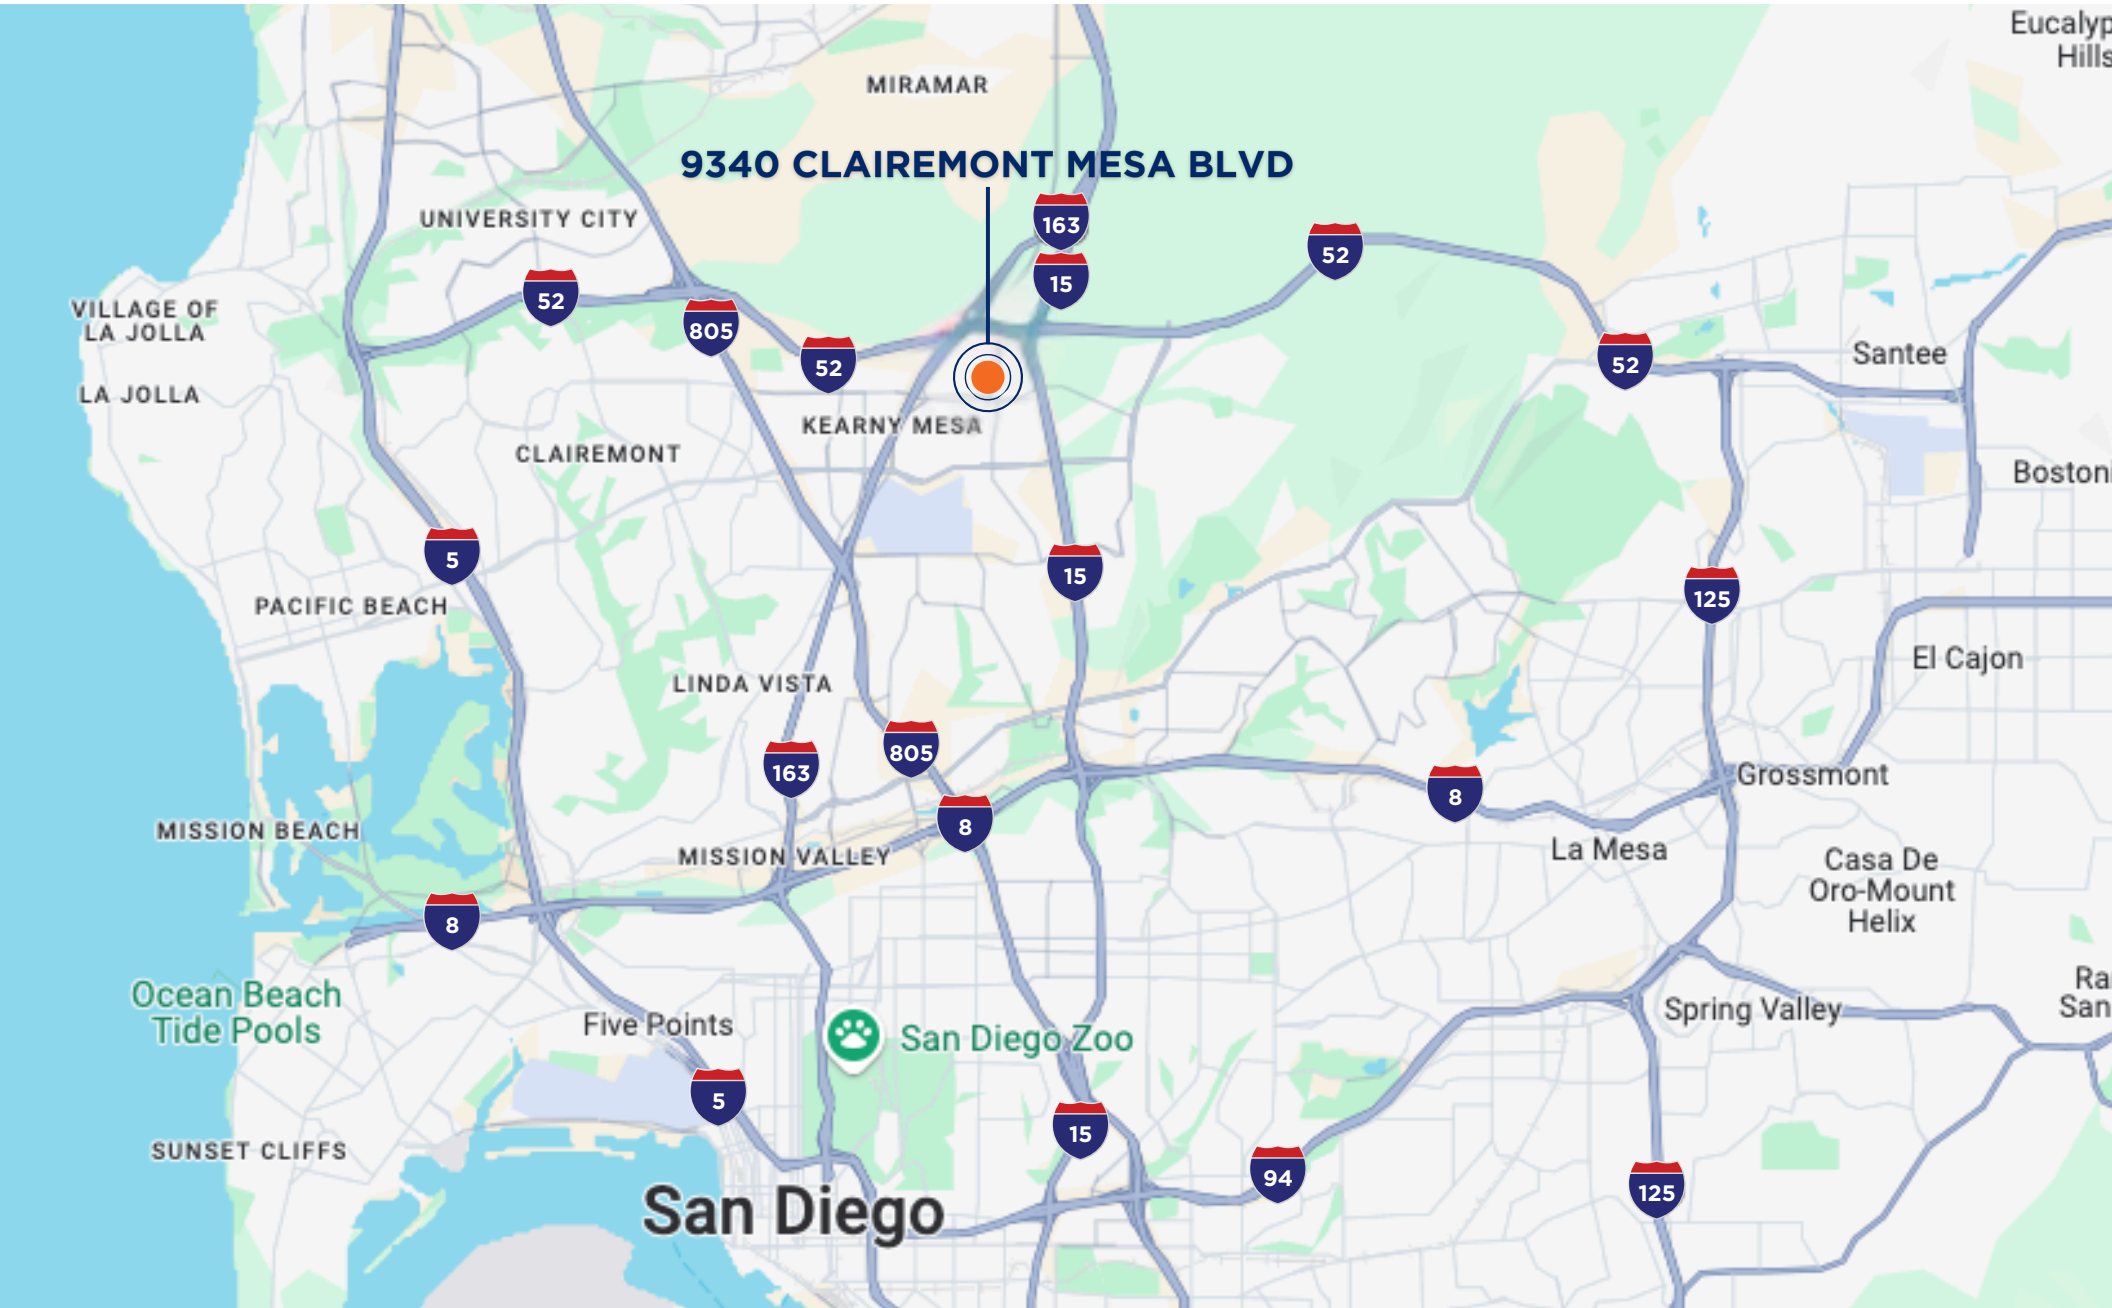 Eucalyp
Hills
MIRAMAR
9340 CLAIREMONT MESA BLVD
163
UNIVERSITY CITY
52
15
52
VILLAGE OF
LA JOLLA
805
52
52
Santee
LA JOLLA
KEARNY MESA
CLAIREMONT
Bostoni
5
15
125
PACIFIC BEACH
El Cajon
LINDA VISTA
805
163
Grossmont
8
8
MISSION BEACH
MISSION VALLEY
La Mesa
Casa De
Oro-Mount
Helix
8
Ocean Beach
Tide Pools
Ra
San
Five Points
San Diego Zoo
Spring Valley
5
15
SUNSET CLIFFS
94
125
San Diego